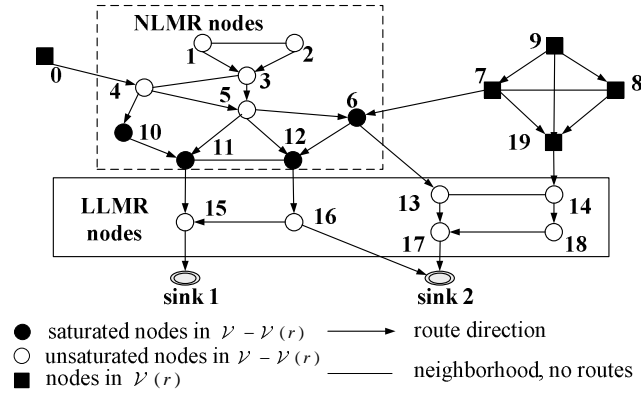 NLMR nodes
1
2
9
0
3
7
8
4
5
6
10
11
12
19
LLMR
nodes
15
16
13
14
17
18
sink 1
sink 2
saturated nodes in 𝒱 − 𝒱(r)
route direction
unsaturated nodes in 𝒱 − 𝒱(r)
nodes in 𝒱(r)
neighborhood, no routes